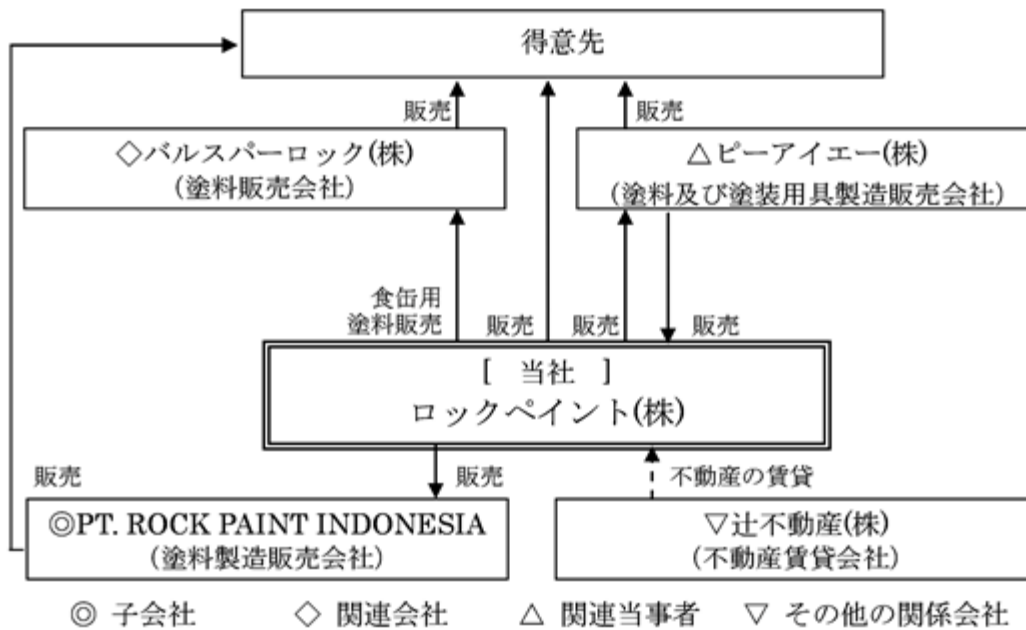 得意先
販売
販売
◇バルスパーロック(株)
(塗料販売会社)
△ピーアイエー(株)
(塗料及び塗装用具製造販売会社)
食缶用
塗料販売
販売
販売
販売
[ 当社 ]
ロックペイント(株)
販売
販売
不動産の賃貸
◎PT. ROCK PAINT INDONESIA
(塗料製造販売会社)
▽辻不動産(株)
(不動産賃貸会社)
◎ 子会社 ◇ 関連会社 △ 関連当事者 ▽ その他の関係会社